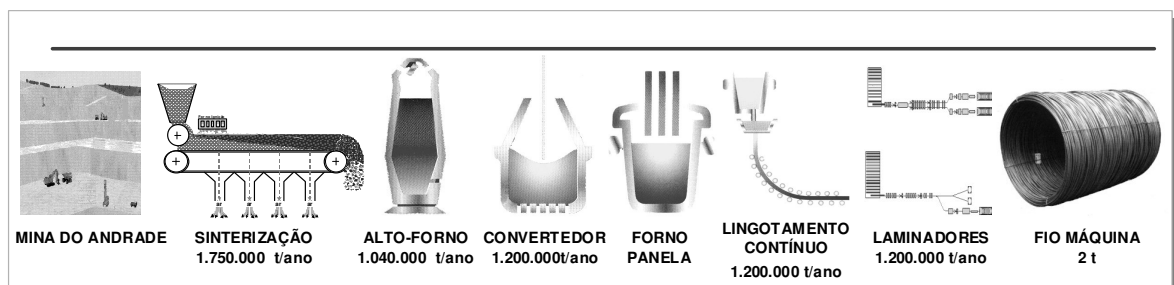 MINA DO ANDRADE
SINTERIZAÇÃO
1.750.000 t/ano
ALTO-FORNO
1.040.000 t/ano
CONVERTEDOR
1.200.000t/ano
FORNO
PANELA
LINGOTAMENTO
CONTÍNUO
1.200.000 t/ano
LAMINADORES
1.200.000 t/ano
FIO MÁQUINA
2 t